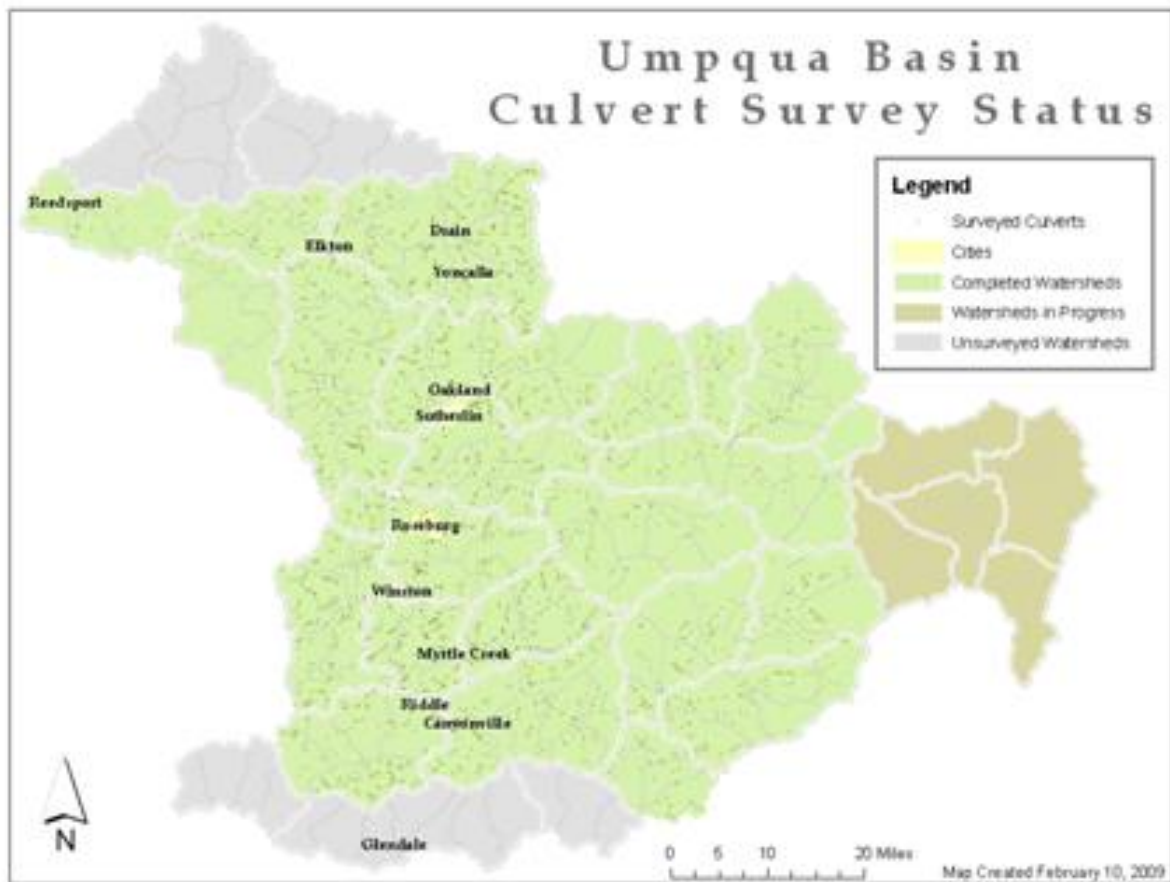 Umpqua Basin
Culvert Survey Status
Legend
Surveyed Culverts
Cities
Completed Watersheds
Watersheds in Progress
Unsurveyed Watersheds
Reedsport
Elkton
Drain
Yoncalla
Oakland
Sutherlin
Roseburg
Winston
Myrtle Creek
Riddle
Canyonville
Glendale
N
0 5 10 20 Miles
Map Created February 10, 2009